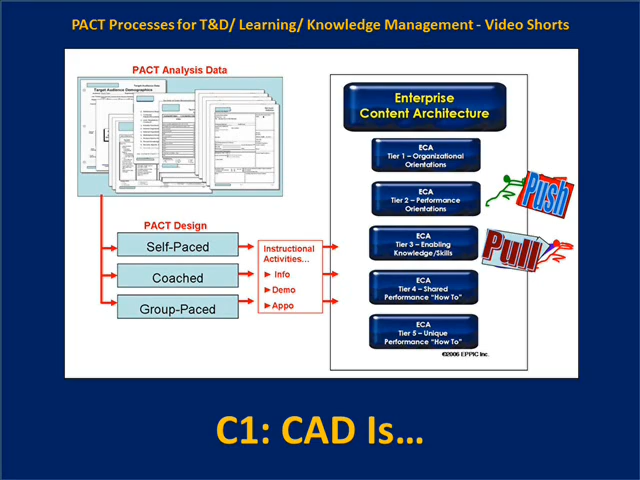 PACT Processes for T&D/ Learning/ Knowledge Management - Video Shorts
PACT Analysis Data
Target Audience Demographics
PACT Design
Self-Paced
Coached
Group-Paced
Instructional
Activities...
►Info
►Demo
►Appo
Enterprise
Content Architecture
ECA
Tier 1 – Organizational
Orientations
ECA
Tier 2 – Performance
Orientations
ECA
Tier 3 – Enabling
Knowledge/Skills
ECA
Tier 4 – Shared
Performance "How To"
ECA
Tier 5 – Unique
Performance "How To"
Push
Pull
©2006 EPPIC Inc.
C1: CAD Is...